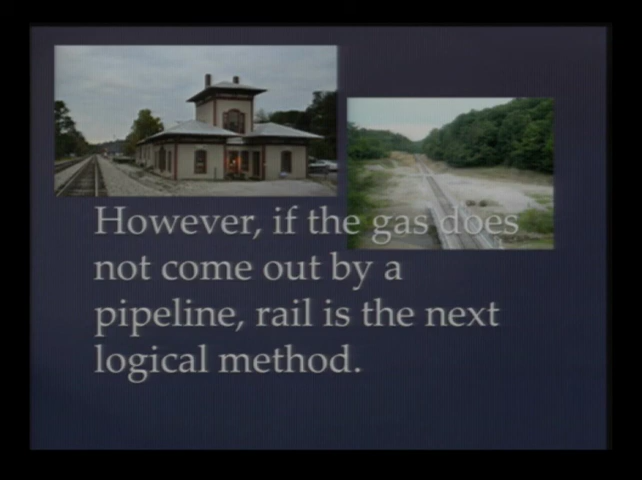 However, if the gas does
not come out by a
pipeline, rail is the next
logical method.